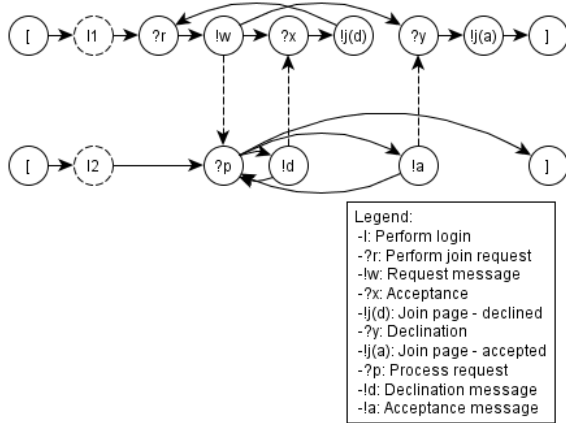 [ l1 ?r !w ?x !j(d) ?y !j(a) ]
[ l2 ?p !d !a ]
Legend:
-l: Perform login
-?r: Perform join request
-!w: Request message
-?x: Acceptance
-!j(d): Join page - declined
-?y: Declination
-!j(a): Join page - accepted
-?p: Process request
-!d: Declination message
-!a: Acceptance message